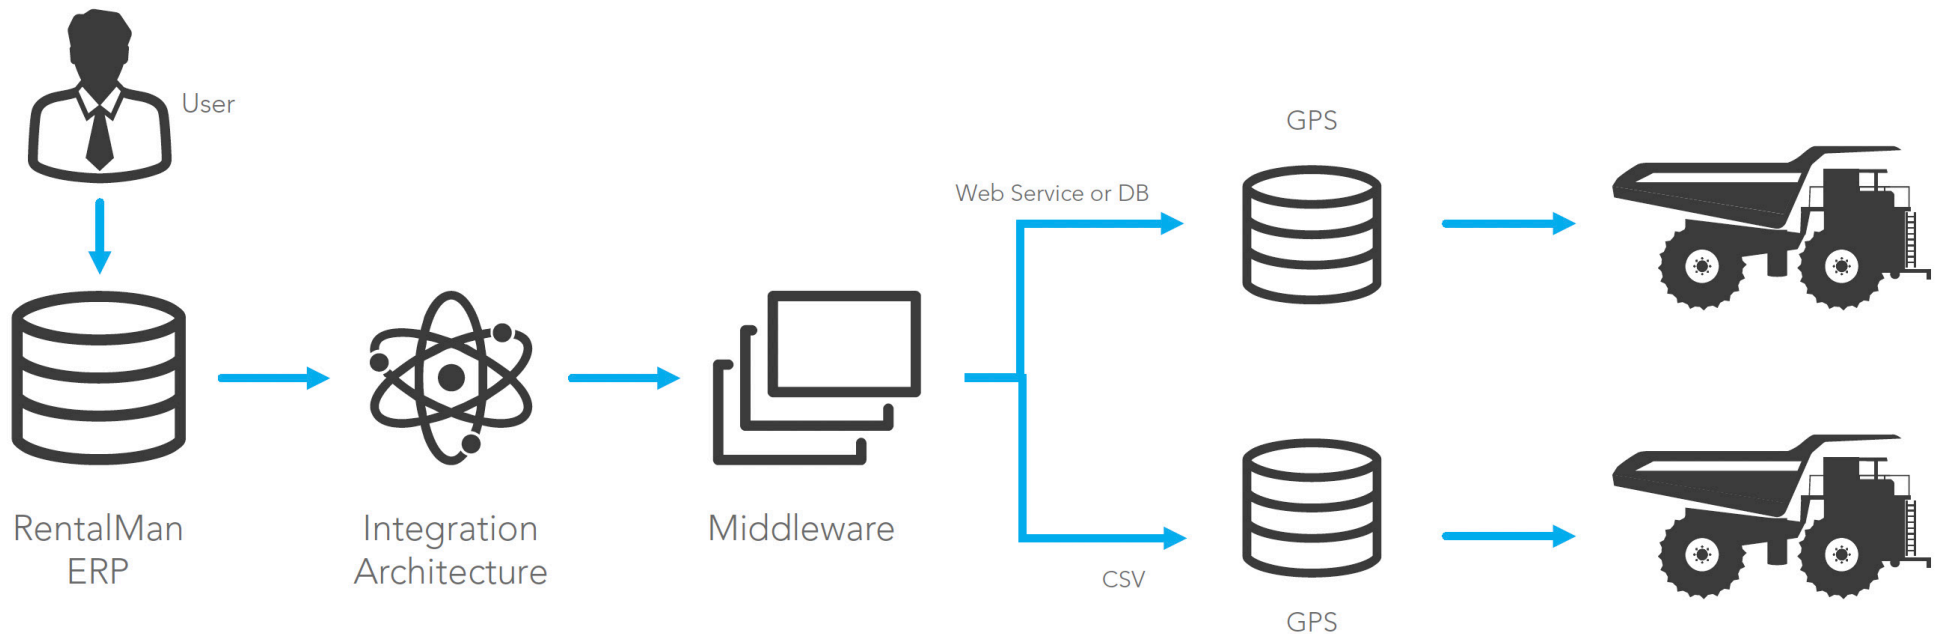 User
GPS
Web Service or DB
RentalMan
ERP
Integration
Architecture
Middleware
CSV
GPS